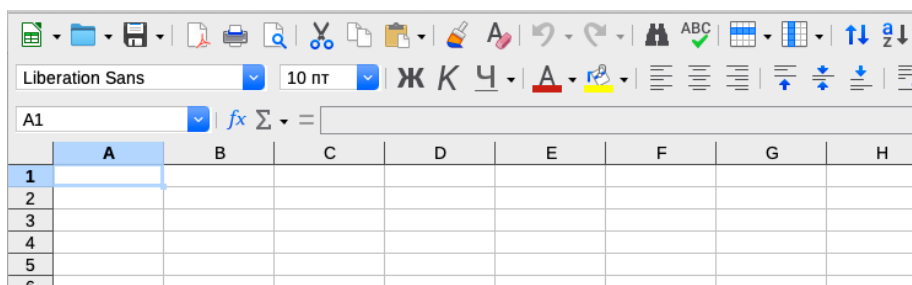 ABC
a
z
Liberation Sans 10 пт Ж К Ч А
A1 fx Σ =
A B C D E F G H
1
2
3
4
5